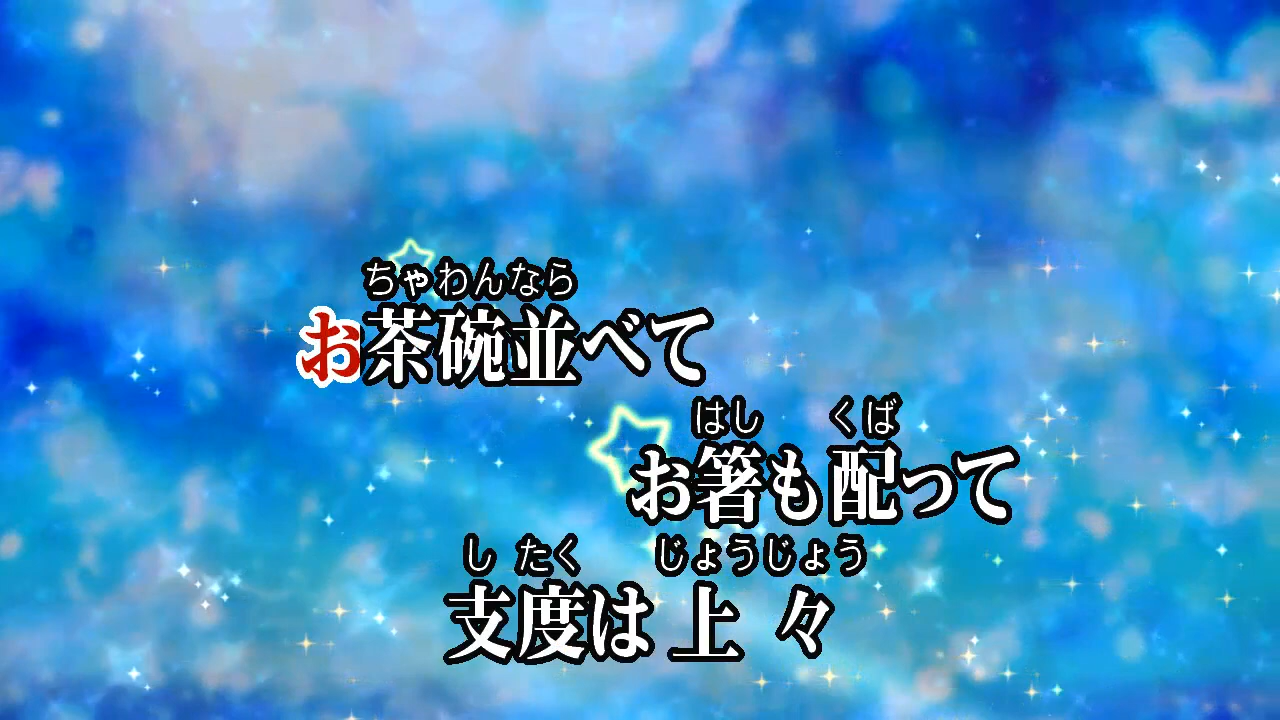 ちゃわんなら
お茶碗並べて
はし くば
お箸も配って
したく じょうじょう
支度は上々